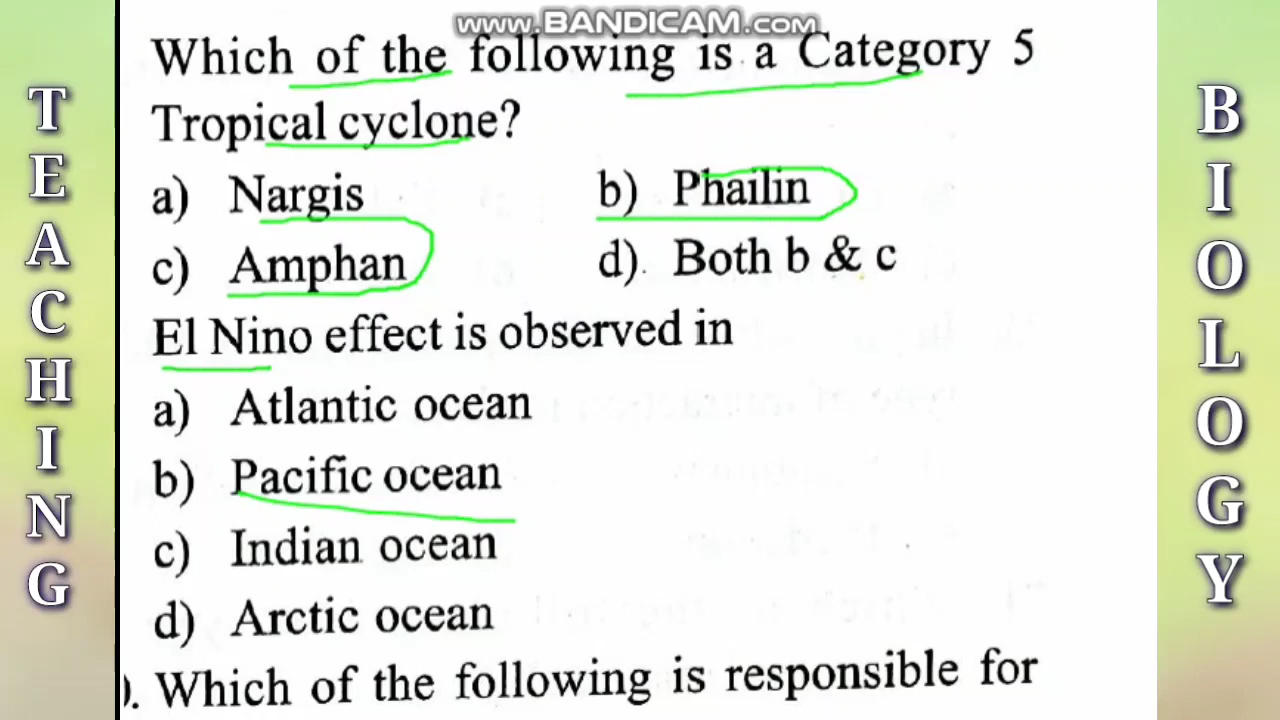 www.BANDICAM.com
TEACHING
Which of the following is a Category 5
Tropical cyclone?
a) Nargis b) Phailin
c) Amphan d). Both b & c
El Nino effect is observed in
a) Atlantic ocean
b) Pacific ocean
c) Indian ocean
d) Arctic ocean
). Which of the following is responsible for
BIOLOGY